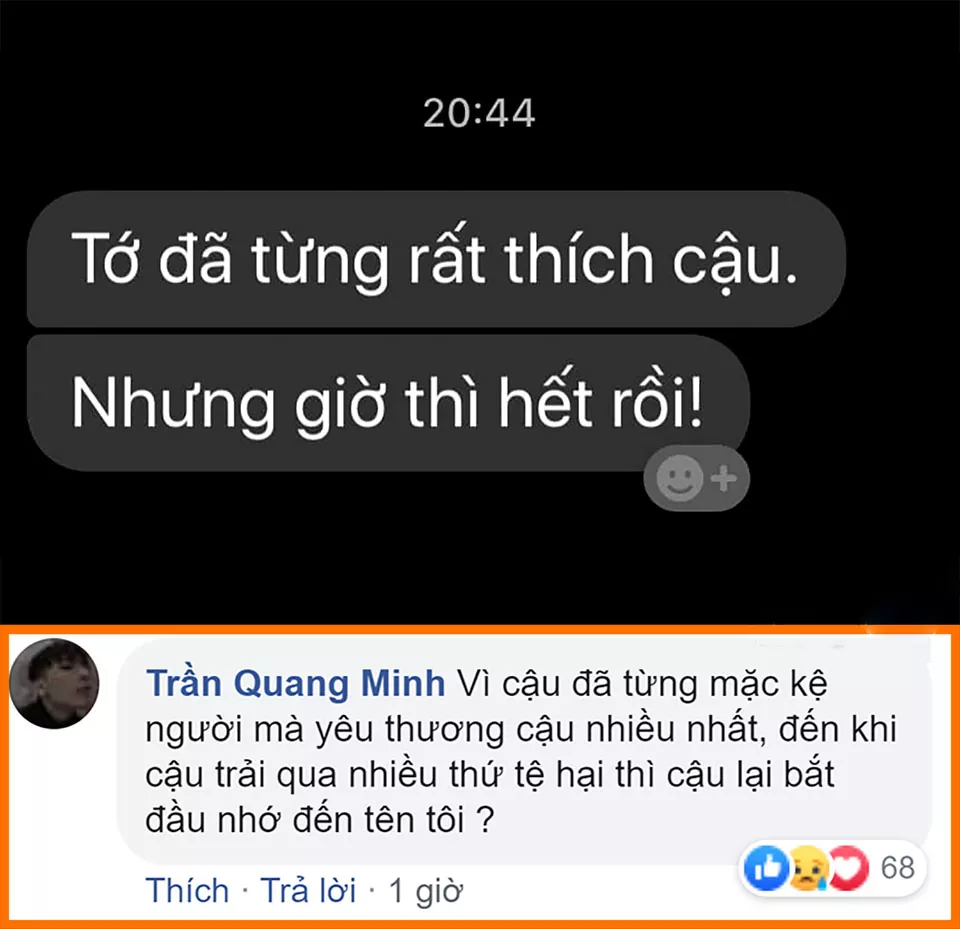 20:44
Tớ đã từng rất thích cậu.
Nhưng giờ thì hết rồi!
Trần Quang Minh Vì cậu đã từng mặc kệ
người mà yêu thương cậu nhiều nhất, đến khi
cậu trải qua nhiều thứ tệ hại thì cậu lại bắt
đầu nhớ đến tên tôi ?
Thích · Trả lời · 1 giờ
68